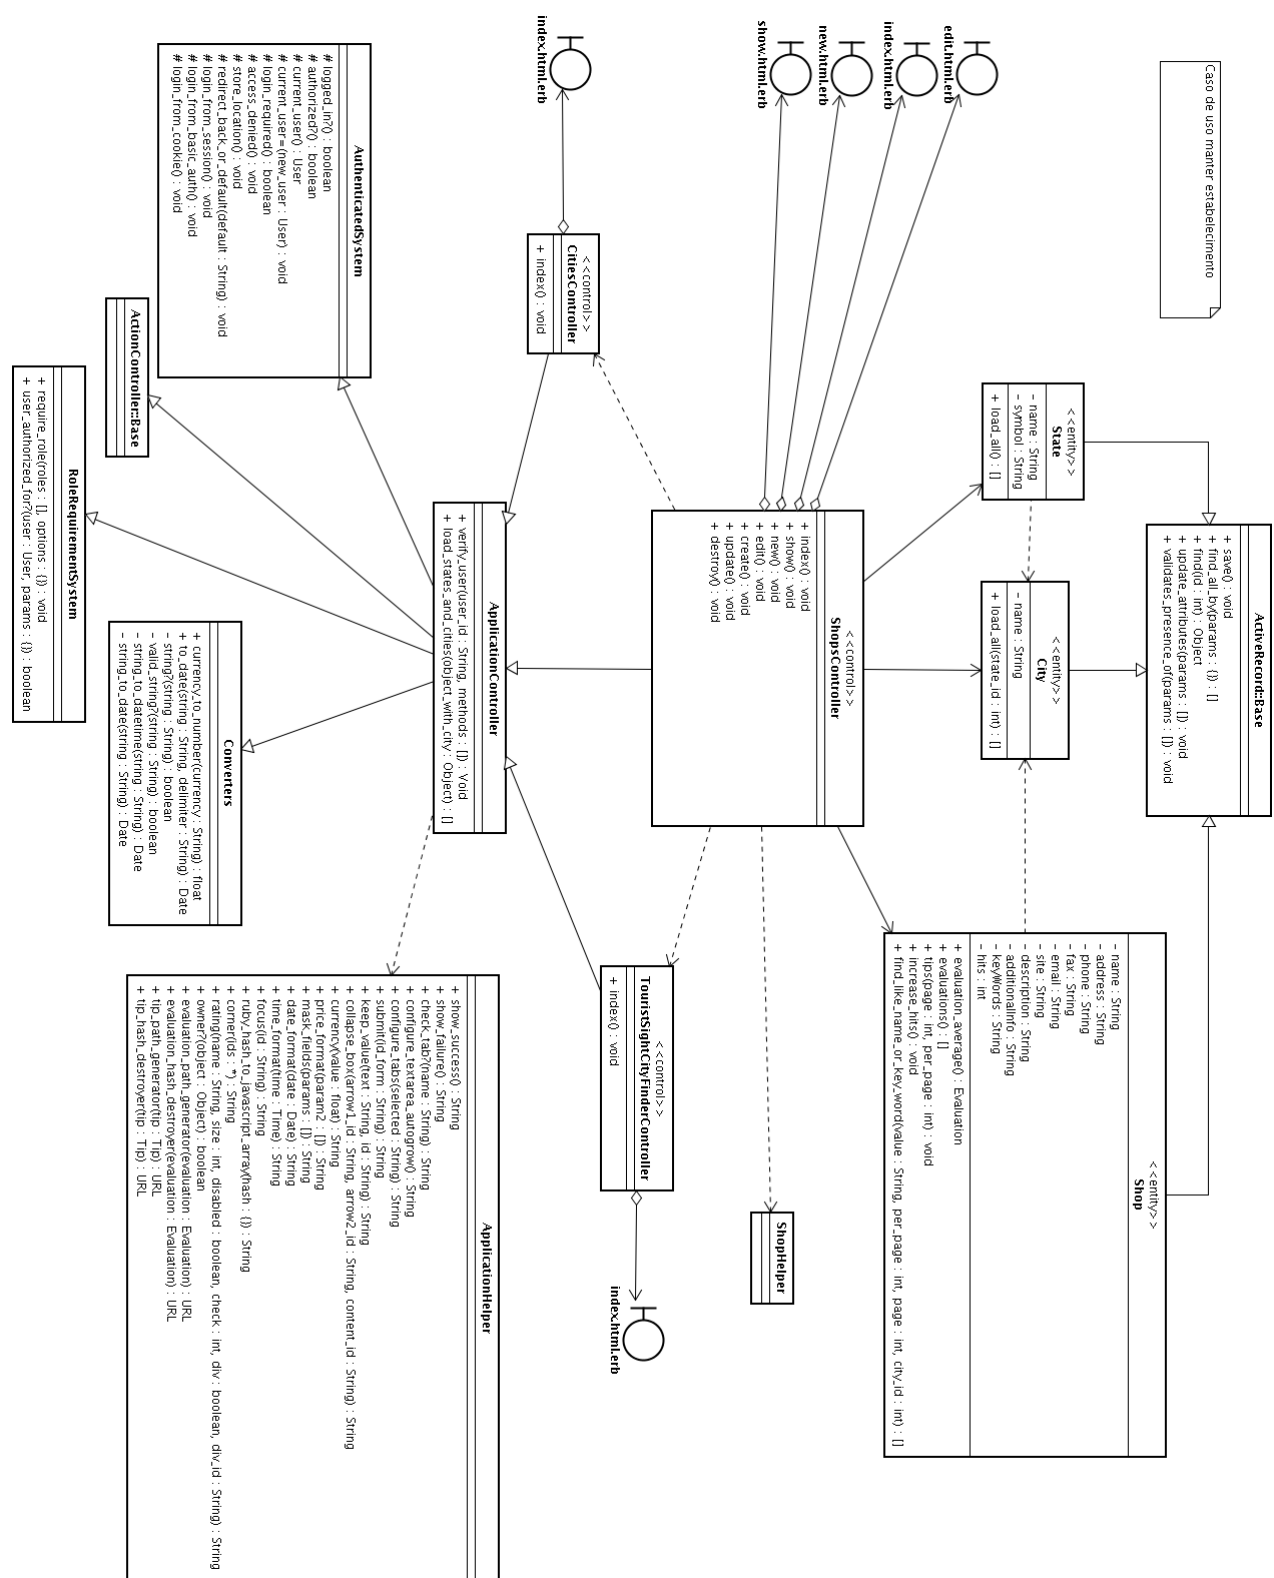 Caso de uso manter estabelecimento
ActiveRecord::Base
+ save() : void
+ find_all_by(params : {}) : []
+ find(id : int) : Object
+ update_attributes(params : []) : void
+ validates_presence_of(params : []) : void
<<entity>>
State
- name : String
- symbol : String
+ load_all() : []
<<entity>>
City
- name : String
+ load_all(state_id : int) : []
<<entity>>
Shop
- name : String
- address : String
- phone : String
- fax : String
- email : String
- site : String
- description : String
- additionalInfo : String
- keyWords : String
- hits : int
+ evaluation_average() : Evaluation
+ evaluations() : []
+ tips(page : int, per_page : int) : void
+ increase_hits() : void
+ find_like_name_or_key_word(value : String, per_page : int, page : int, city_id : int) : []
edit.html.erb
index.html.erb
new.html.erb
show.html.erb
<<control>>
ShopsController
+ index() : void
+ show() : void
+ new() : void
+ edit() : void
+ create() : void
+ update() : void
+ destroy() : void
ShopHelper
index.html.erb
<<control>>
CitiesController
+ index() : void
<<control>>
TouristSightCityFinderController
+ index() : void
index.html.erb
ApplicationController
+ verify_user(user_id : String, methods : []) : Void
+ load_states_and_cities(object_with_city : Object) : []
AuthenticatedSystem
# logged_in?() : boolean
# authorized?() : boolean
# current_user() : User
# current_user=(new_user : User) : void
# login_required() : boolean
# access_denied() : void
# store_location() : void
# redirect_back_or_default(default : String) : void
# login_from_session() : void
# login_from_basic_auth() : void
# login_from_cookie() : void
ActionController::Base
RoleRequirementSystem
+ require_role(roles : [], options : {}) : void
+ user_authorized_for?(user : User, params : {}) : boolean
Converters
+ currency_to_number(currency : String) : float
+ to_date(string : String, delimiter : String) : Date
- string?(string : String) : boolean
- valid_string?(string : String) : boolean
- string_to_datetime(string : String) : Date
- string_to_date(string : String) : Date
ApplicationHelper
+ show_success() : String
+ show_failure() : String
+ check_tab?(name : String) : String
+ configure_textarea_autogrow() : String
+ configure_tabs(selected : String) : String
+ submit(id_form : String) : String
+ keep_value(text : String, id : String) : String
+ collapse_box(arrow1_id : String, arrow2_id : String, content_id : String) : String
+ currency(value : float) : String
+ price_format(param2 : []) : String
+ mask_fields(params : []) : String
+ date_format(date : Date) : String
+ time_format(time : Time) : String
+ focus(id : String) : String
+ ruby_hash_to_javascript_array(hash : {}) : String
+ corner(ids : *) : String
+ rating(name : String, size : int, disabled : boolean, check : int, div : boolean, div_id : String) : String
+ owner?(object : Object) : boolean
+ evaluation_path_generator(evaluation : Evaluation) : URL
+ evaluation_hash_destroyer(evaluation : Evaluation) : URL
+ tip_path_generator(tip : Tip) : URL
+ tip_hash_destroyer(tip : Tip) : URL